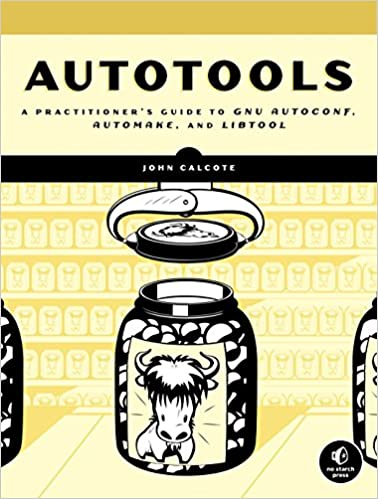 AUTOTOOLS
A PRACTITIONER'S GUIDE TO GNU AUTOCONF,
AUTOMAKE, AND LIBTOOL
JOHN CALCOTE
no starch
press